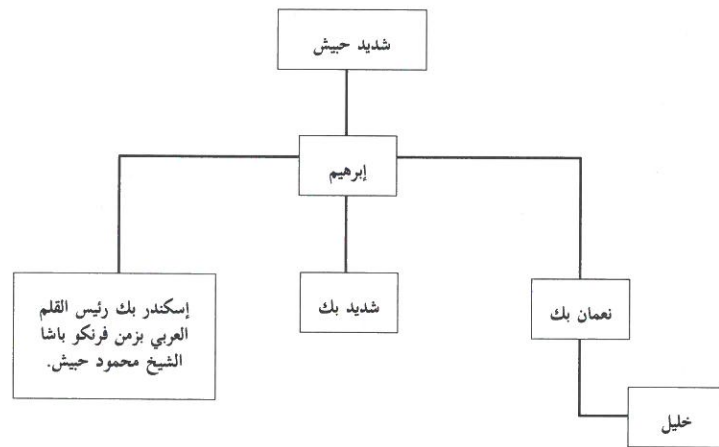 شديد حبيش
إبرهيم
نعمان بك
شديد بك
إسكندر بك رئيس القلم
العربي بزمن فرنكو باشا
الشيخ محمود حبيش.
خليل